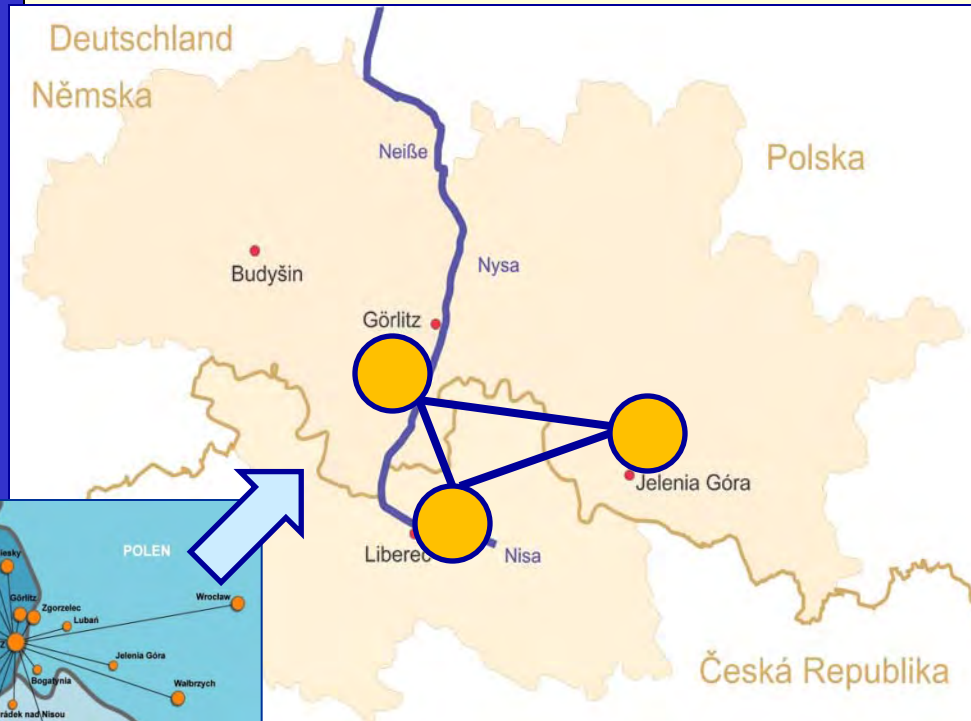 Deutschland
Německa
Neiße
Polska
Nysa
Budyšin
Görlitz
Jelenia Góra
Liberec
Nisa
Česká Republika
POLEN
Wrocław
Görlitz
Zgorzelec
Lubań
Jelenia Góra
Bogatynia
Wałbrzych